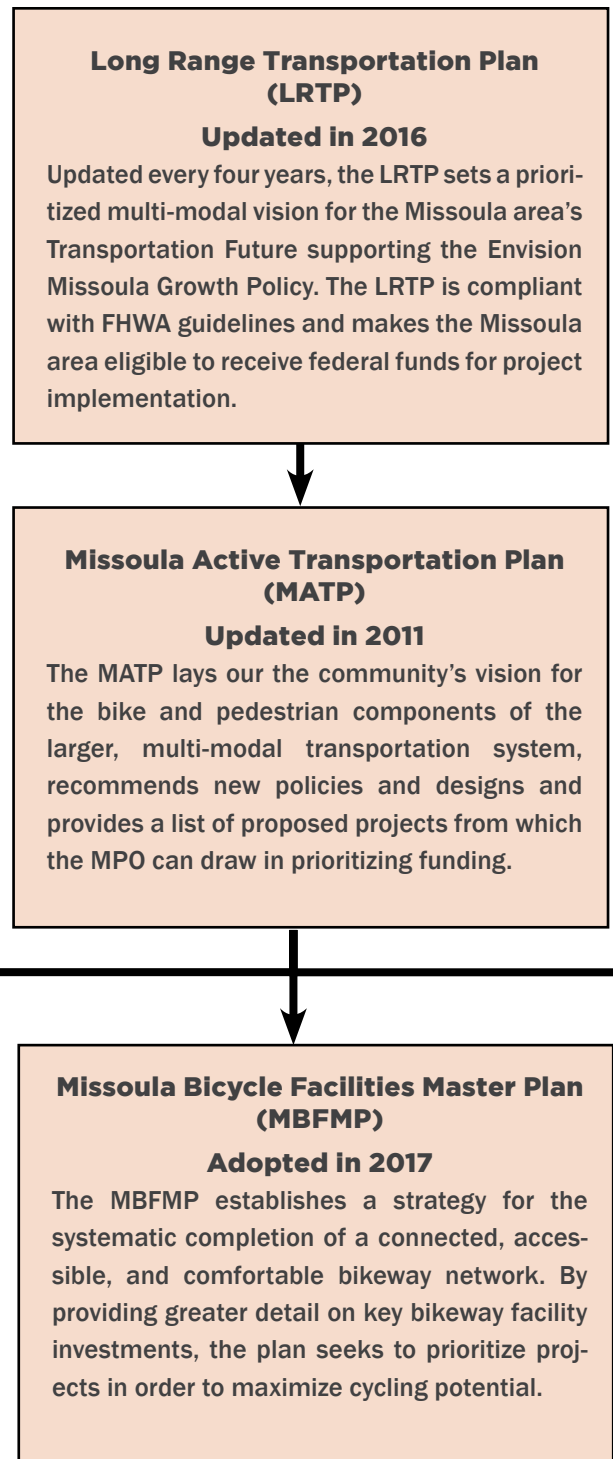 Long Range Transportation Plan
(LRTP)
Updated in 2016
Updated every four years, the LRTP sets a priori-
tized multi-modal vision for the Missoula area's
Transportation Future supporting the Envision
Missoula Growth Policy. The LRTP is compliant
with FHWA guidelines and makes the Missoula
area eligible to receive federal funds for project
implementation.
Missoula Active Transportation Plan
(MATP)
Updated in 2011
The MATP lays our the community's vision for
the bike and pedestrian components of the
larger, multi-modal transportation system,
recommends new policies and designs and
provides a list of proposed projects from which
the MPO can draw in prioritizing funding.
Missoula Bicycle Facilities Master Plan
(MBFMP)
Adopted in 2017
The MBFMP establishes a strategy for the
systematic completion of a connected, acces-
sible, and comfortable bikeway network. By
providing greater detail on key bikeway facility
investments, the plan seeks to prioritize proj-
ects in order to maximize cycling potential.